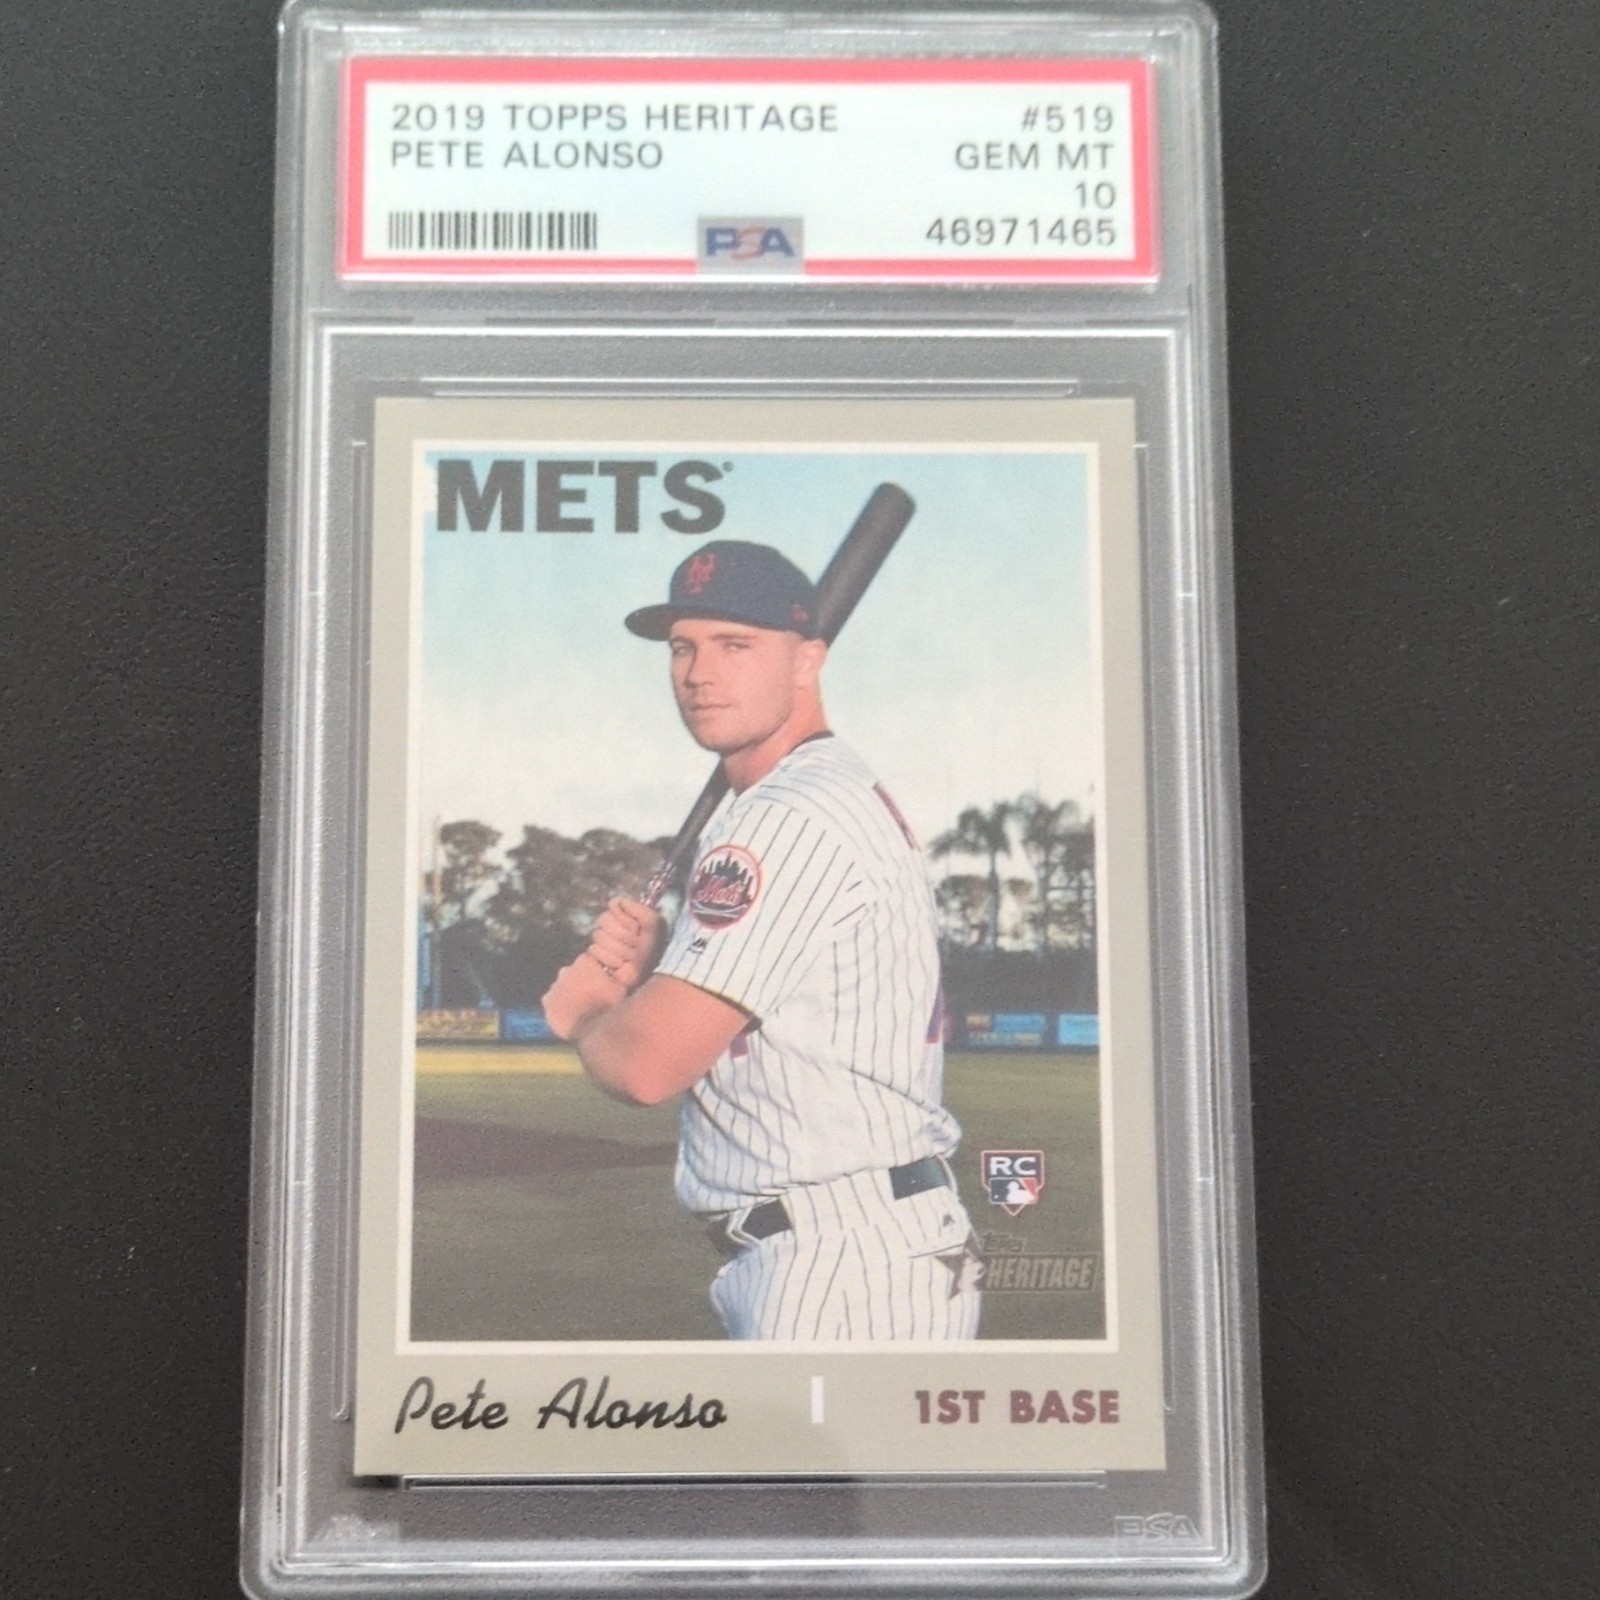 2019 TOPPS HERITAGE #519
PETE ALONSO GEM MT
10
PSA 46971465
METS
Mets
RC
Topps
HERITAGE
Pete Alonso 1ST BASE
PSA